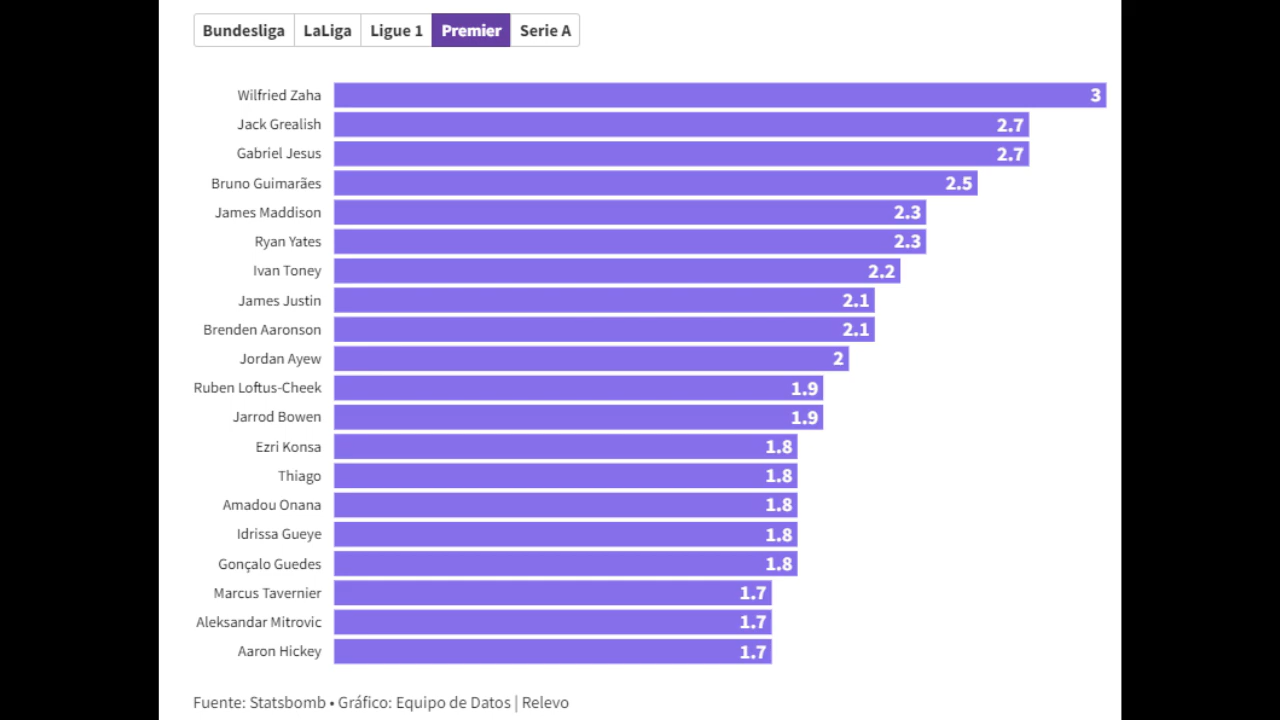 Bundesliga LaLiga Ligue 1 Premier Serie A
Wilfried Zaha 3
Jack Grealish 2.7
Gabriel Jesus 2.7
Bruno Guimarães 2.5
James Maddison 2.3
Ryan Yates 2.3
Ivan Toney 2.2
James Justin 2.1
Brenden Aaronson 2.1
Jordan Ayew 2
Ruben Loftus-Cheek 1.9
Jarrod Bowen 1.9
Ezri Konsa 1.8
Thiago 1.8
Amadou Onana 1.8
Idrissa Gueye 1.8
Gonçalo Guedes 1.8
Marcus Tavernier 1.7
Aleksandar Mitrovic 1.7
Aaron Hickey 1.7
Fuente: Statsbomb • Gráfico: Equipo de Datos | Relevo